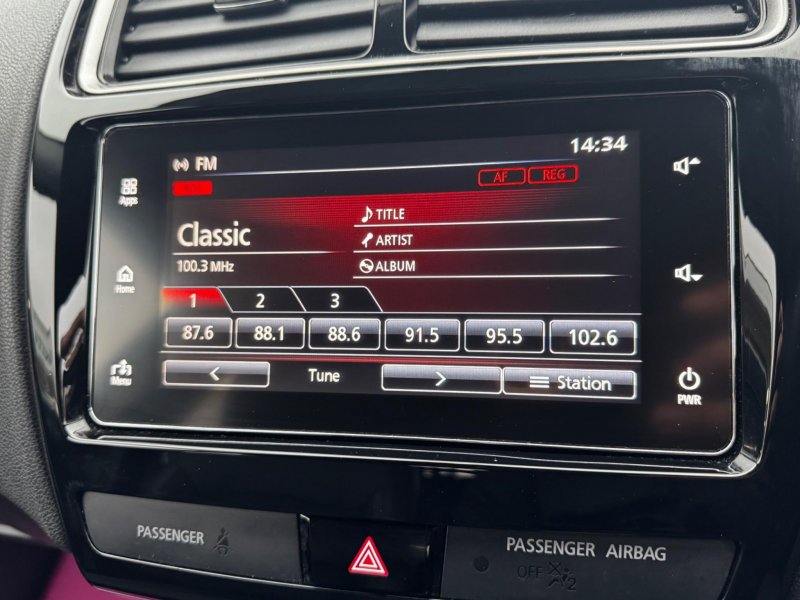 FM
14:34
AF REG
Apps
Classic
TITLE
100.3 MHz
ARTIST
Home
ALBUM
1 2 3
87.6 88.1 88.6 91.5 95.5 102.6
Menu
< Tune > Station
PWR
PASSENGER
PASSENGER AIRBAG
OFF 2